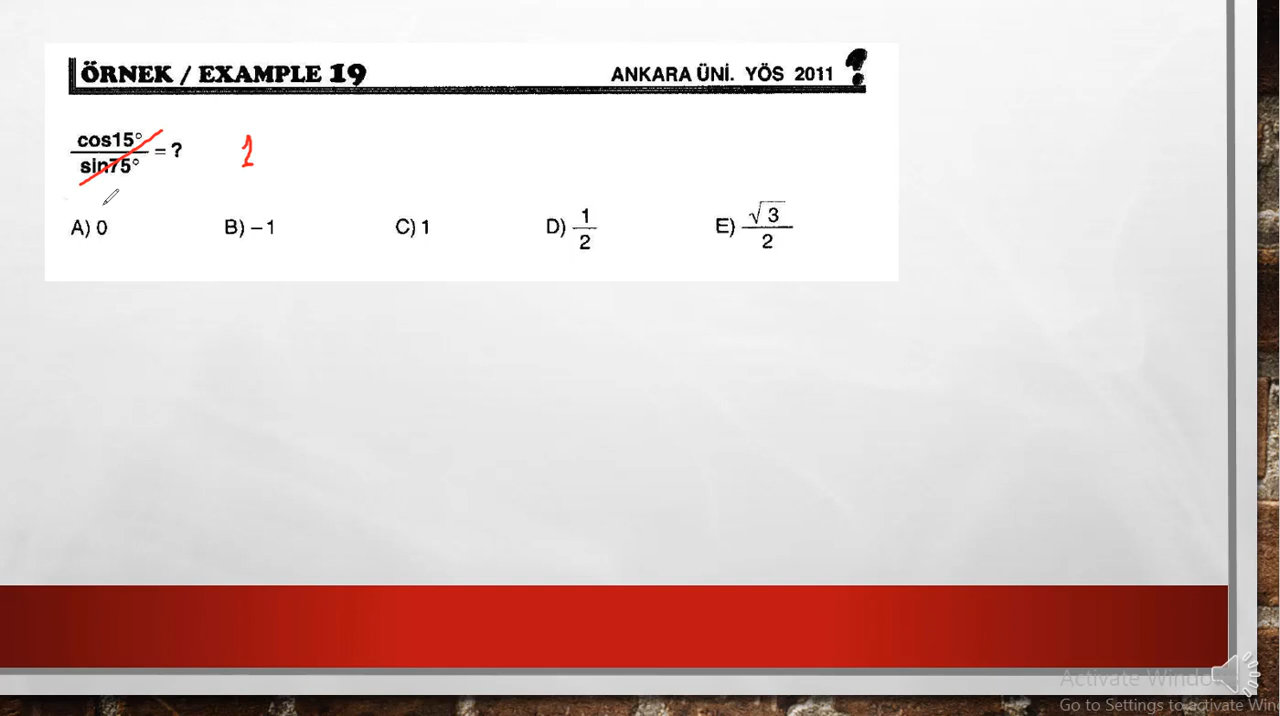 ÖRNEK / EXAMPLE 19 ANKARA ÜNİ. YÖS 2011 ?
cos15°
sin75°
= ? 1
A) 0 B) – 1 C) 1 D) 1/2 E) √3/2
Activate Windo
Go to Settings to activate Win